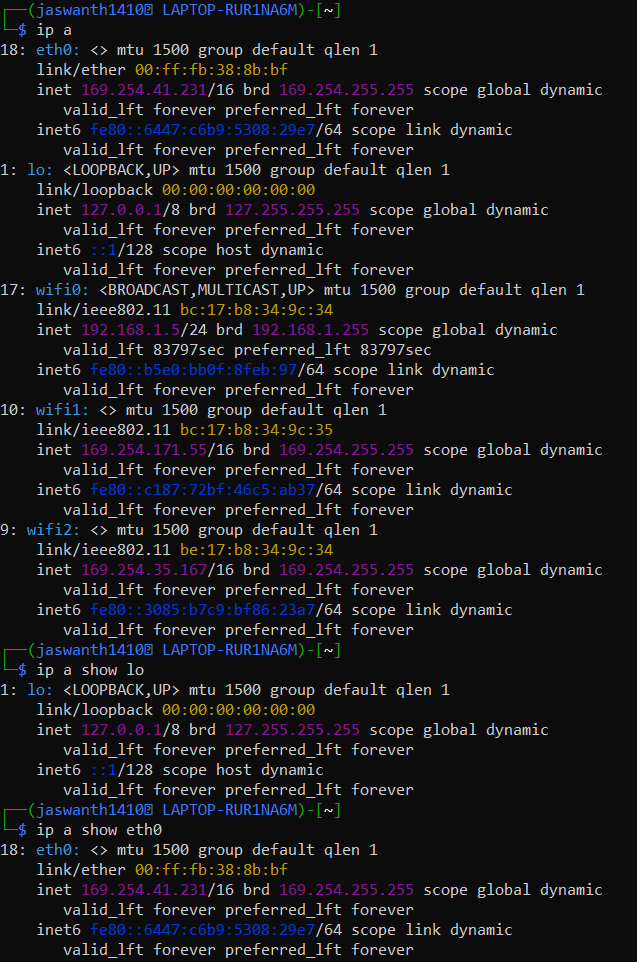 ┌──(jaswanth1410 LAPTOP-RUR1NA6M)-[~]
└─$ ip a
18: eth0: <> mtu 1500 group default qlen 1
    link/ether 00:ff:fb:38:8b:bf
    inet 169.254.41.231/16 brd 169.254.255.255 scope global dynamic
       valid_lft forever preferred_lft forever
    inet6 fe80::6447:c6b9:5308:29e7/64 scope link dynamic
       valid_lft forever preferred_lft forever
1: lo: <LOOPBACK,UP> mtu 1500 group default qlen 1
    link/loopback 00:00:00:00:00:00
    inet 127.0.0.1/8 brd 127.255.255.255 scope global dynamic
       valid_lft forever preferred_lft forever
    inet6 ::1/128 scope host dynamic
       valid_lft forever preferred_lft forever
17: wifi0: <BROADCAST,MULTICAST,UP> mtu 1500 group default qlen 1
    link/ieee802.11 bc:17:b8:34:9c:34
    inet 192.168.1.5/24 brd 192.168.1.255 scope global dynamic
       valid_lft 83797sec preferred_lft 83797sec
    inet6 fe80::b5e0:bb0f:8feb:97/64 scope link dynamic
       valid_lft forever preferred_lft forever
10: wifi1: <> mtu 1500 group default qlen 1
    link/ieee802.11 bc:17:b8:34:9c:35
    inet 169.254.171.55/16 brd 169.254.255.255 scope global dynamic
       valid_lft forever preferred_lft forever
    inet6 fe80::c187:72bf:46c5:ab37/64 scope link dynamic
       valid_lft forever preferred_lft forever
9: wifi2: <> mtu 1500 group default qlen 1
    link/ieee802.11 be:17:b8:34:9c:34
    inet 169.254.35.167/16 brd 169.254.255.255 scope global dynamic
       valid_lft forever preferred_lft forever
    inet6 fe80::3085:b7c9:bf86:23a7/64 scope link dynamic
       valid_lft forever preferred_lft forever
┌──(jaswanth1410 LAPTOP-RUR1NA6M)-[~]
└─$ ip a show lo
1: lo: <LOOPBACK,UP> mtu 1500 group default qlen 1
    link/loopback 00:00:00:00:00:00
    inet 127.0.0.1/8 brd 127.255.255.255 scope global dynamic
       valid_lft forever preferred_lft forever
    inet6 ::1/128 scope host dynamic
       valid_lft forever preferred_lft forever
┌──(jaswanth1410 LAPTOP-RUR1NA6M)-[~]
└─$ ip a show eth0
18: eth0: <> mtu 1500 group default qlen 1
    link/ether 00:ff:fb:38:8b:bf
    inet 169.254.41.231/16 brd 169.254.255.255 scope global dynamic
       valid_lft forever preferred_lft forever
    inet6 fe80::6447:c6b9:5308:29e7/64 scope link dynamic
       valid_lft forever preferred_lft forever